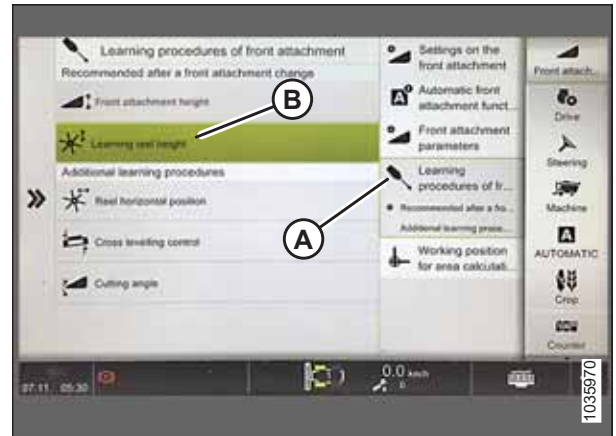 Learning procedures of front attachment
Recommended after a front attachment change
Front attachment height
Learning reel height
Additional learning procedures
Reel horizontal position
Cross levelling control
Cutting angle
Settings on the
front attachment
Automatic front
attachment funct...
Front attachment
parameters
Learning
procedures of fr...
Recommended after a fro...
Additional learning proce...
Working position
for area calculati...
Front attach...
Drive
Steering
Machine
A
AUTOMATIC
Crop
Counter
B
A
07.11 05:30
0.0 km/h
0
1035970